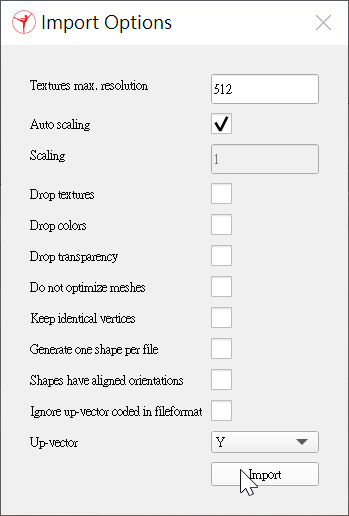 Import Options
Textures max. resolution
512
Auto scaling
Scaling
1
Drop textures
Drop colors
Drop transparency
Do not optimize meshes
Keep identical vertices
Generate one shape per file
Shapes have aligned orientations
Ignore up-vector coded in fileformat
Up-vector
Y
Import